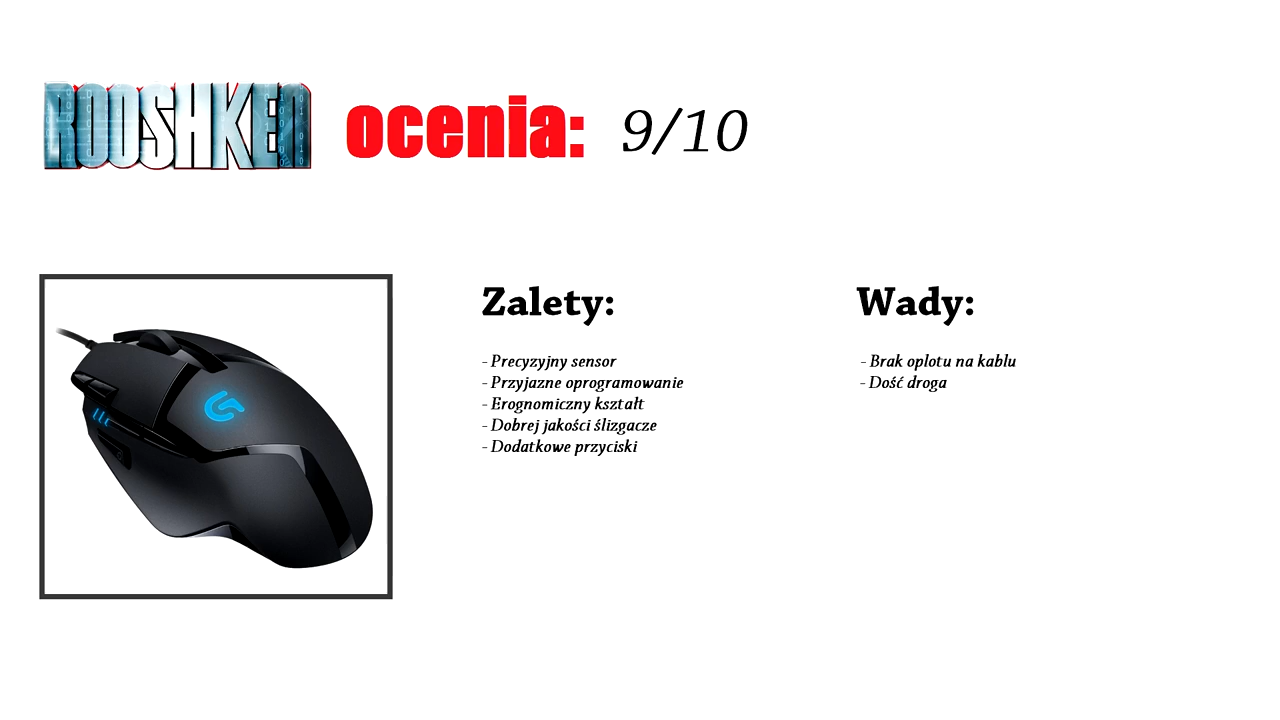 ROOSHKEN ocenia: 9/10
Zalety:
- Precyzyjny sensor
- Przyjazne oprogramowanie
- Erognomiczny kształt
- Dobrej jakości ślizgacze
- Dodatkowe przyciski
Wady:
- Brak oplotu na kablu
- Dość droga